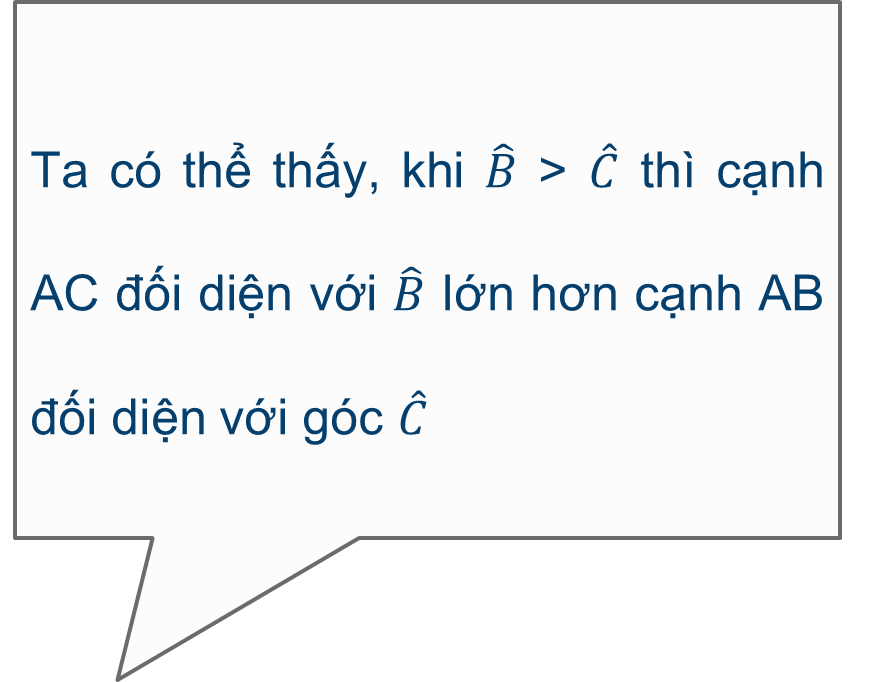 Ta có thể thấy, khi B̂ > Ĉ thì cạnh
AC đối diện với B̂ lớn hơn cạnh AB
đối diện với góc Ĉ